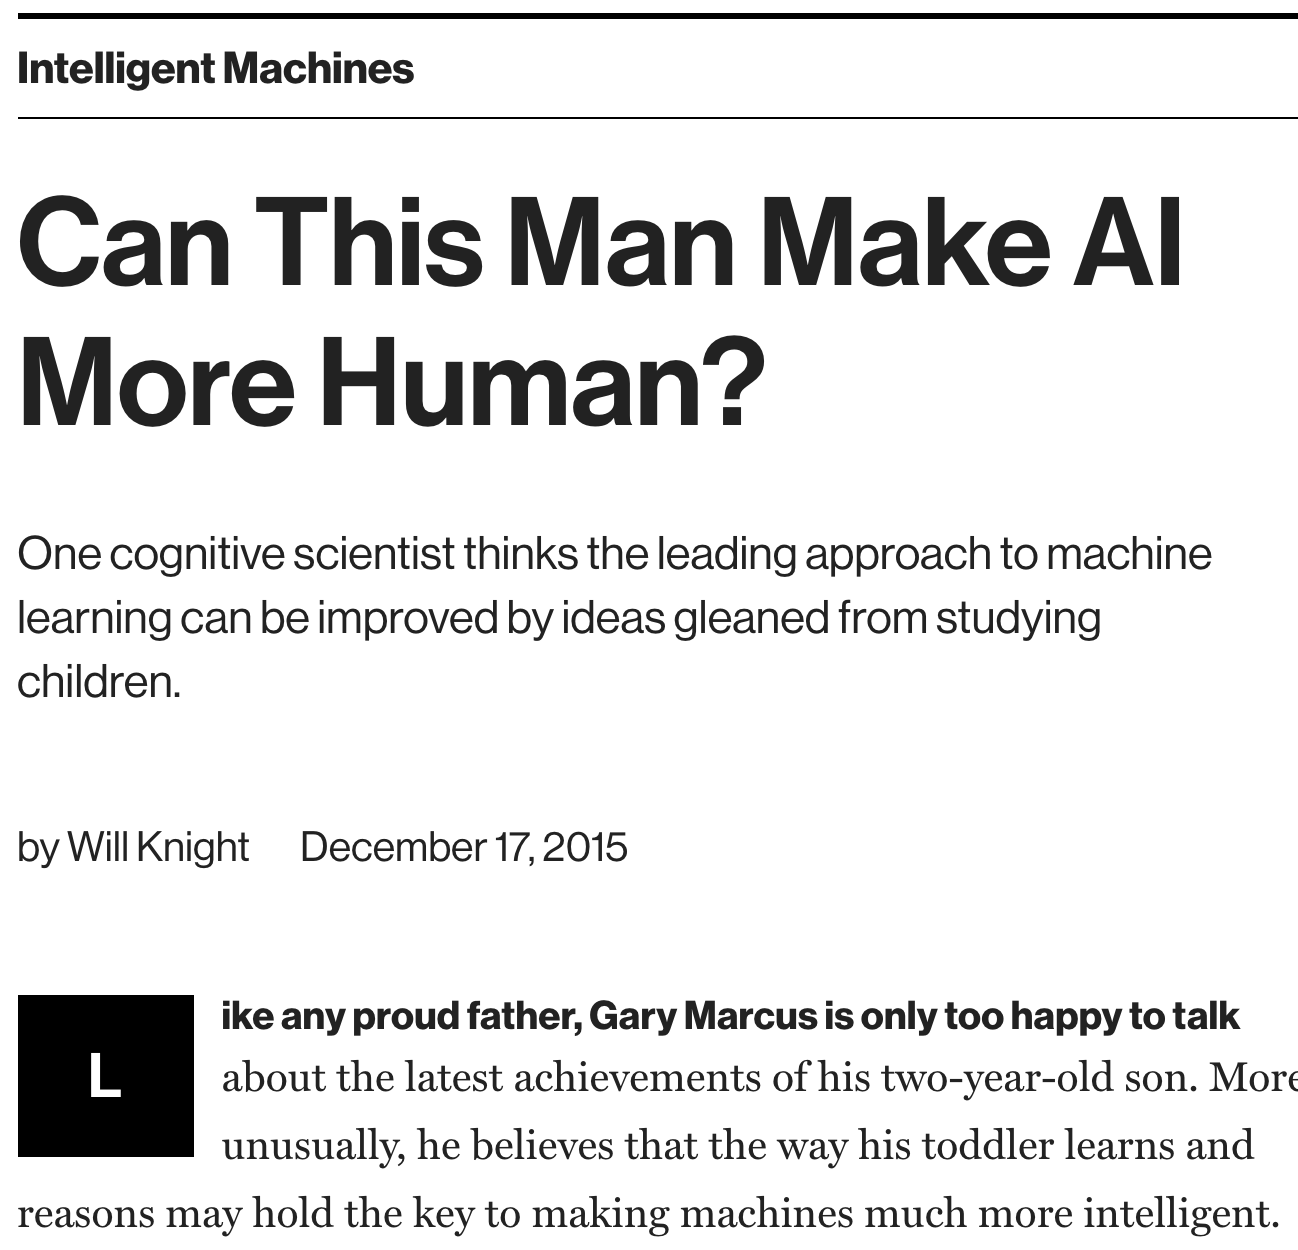 Intelligent Machines
Can This Man Make AI
More Human?
One cognitive scientist thinks the leading approach to machine
learning can be improved by ideas gleaned from studying
children.
by Will Knight December 17, 2015
Like any proud father, Gary Marcus is only too happy to talk
about the latest achievements of his two-year-old son. More
unusually, he believes that the way his toddler learns and
reasons may hold the key to making machines much more intelligent.